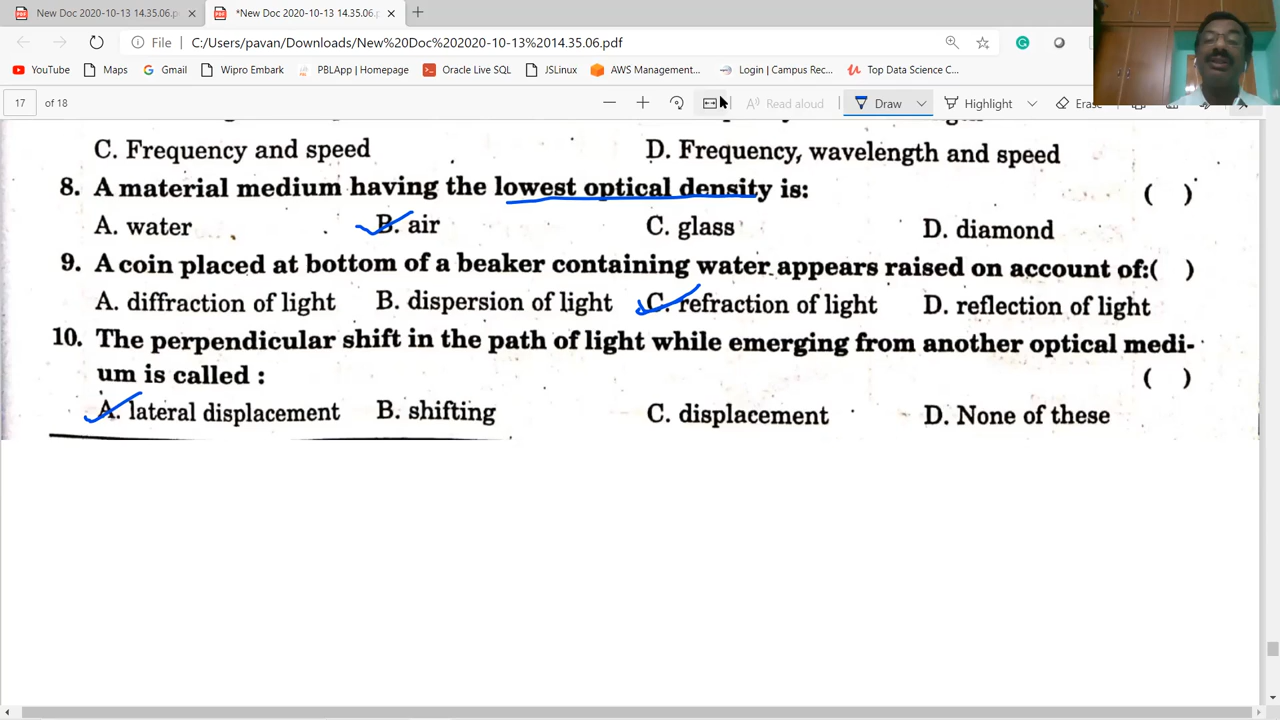 New Doc 2020-10-13 14.35.06.p
*New Doc 2020-10-13 14.35.06.p
File C:/Users/pavan/Downloads/New%20Doc%202020-10-13%2014.35.06.pdf
YouTube Maps Gmail Wipro Embark PBLApp | Homepage Oracle Live SQL JSLinux AWS Management... Login | Campus Rec... Top Data Science C...
17 of 18 Read aloud Draw Highlight Erase
C. Frequency and speed D. Frequency, wavelength and speed
8. A material medium having the lowest optical density is: ( )
A. water B. air C. glass D. diamond
9. A coin placed at bottom of a beaker containing water appears raised on account of:( )
A. diffraction of light B. dispersion of light C. refraction of light D. reflection of light
10. The perpendicular shift in the path of light while emerging from another optical medi-
um is called : ( )
A. lateral displacement B. shifting C. displacement D. None of these